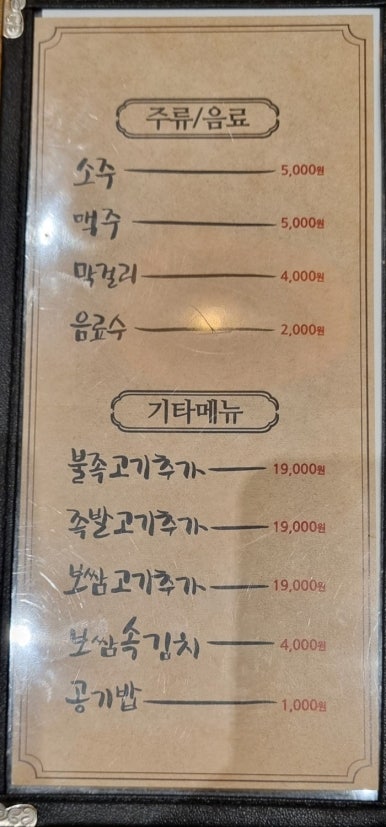 주류/음료
소주 5,000원
맥주 5,000원
막걸리 4,000원
음료수 2,000원
기타메뉴
불족고기추가 19,000원
족발고기추가 19,000원
보쌈고기추가 19,000원
보쌈속김치 4,000원
공기밥 1,000원